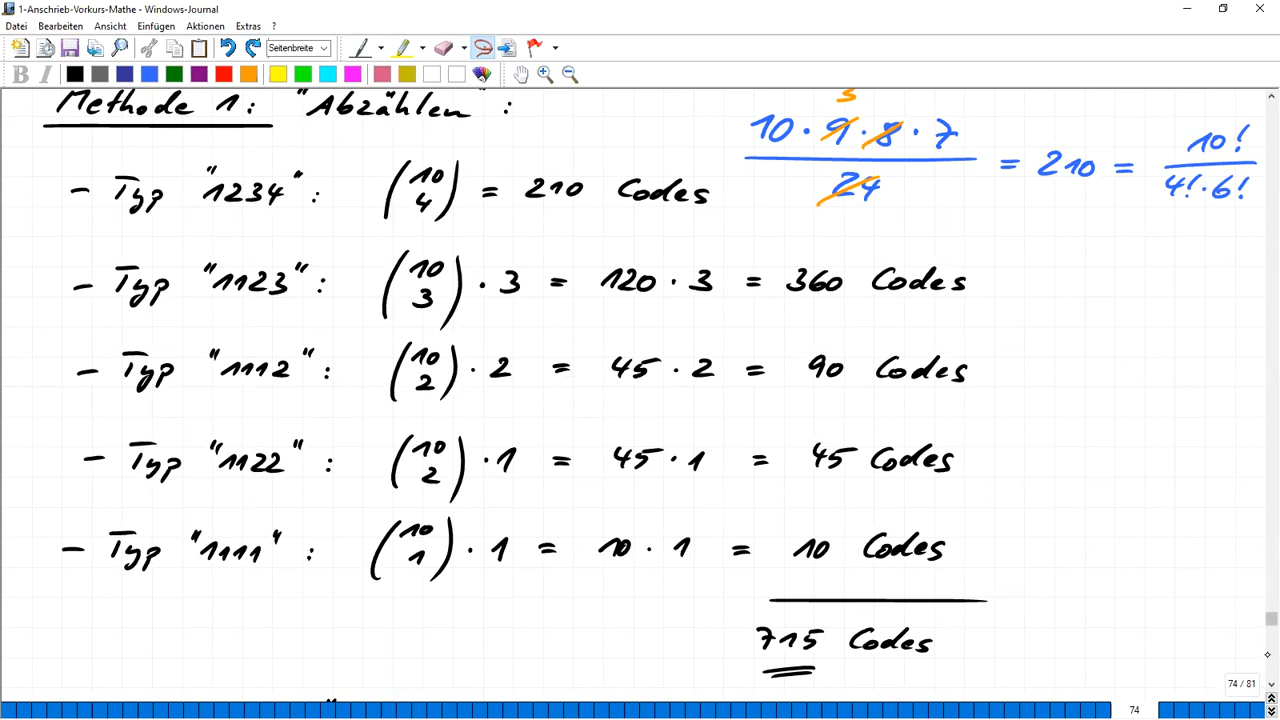 1-Anschrieb-Vorkurs-Mathe - Windows-Journal
Datei Bearbeiten Ansicht Einfügen Aktionen Extras ?
Seitenbreite
B I
Methode 1: "Abzählen":
3
10 · 9 · 8 · 7 / 24 = 210 = 10! / 4! · 6!
- Typ "1234": (10 4) = 210 Codes
- Typ "1123": (10 3) · 3 = 120 · 3 = 360 Codes
- Typ "1112": (10 2) · 2 = 45 · 2 = 90 Codes
- Typ "1122": (10 2) · 1 = 45 · 1 = 45 Codes
- Typ "1111": (10 1) · 1 = 10 · 1 = 10 Codes
715 Codes
74 / 81
74